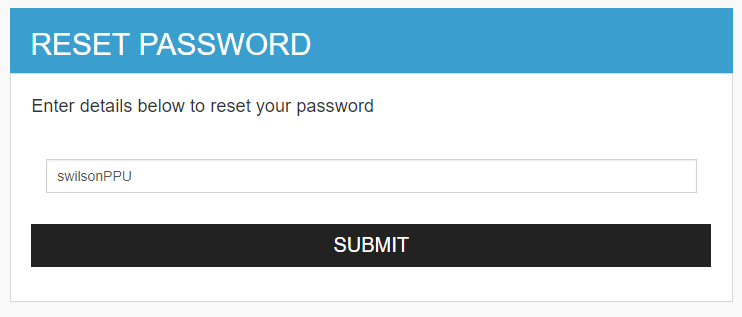 RESET PASSWORD
Enter details below to reset your password
swilsonPPU
SUBMIT